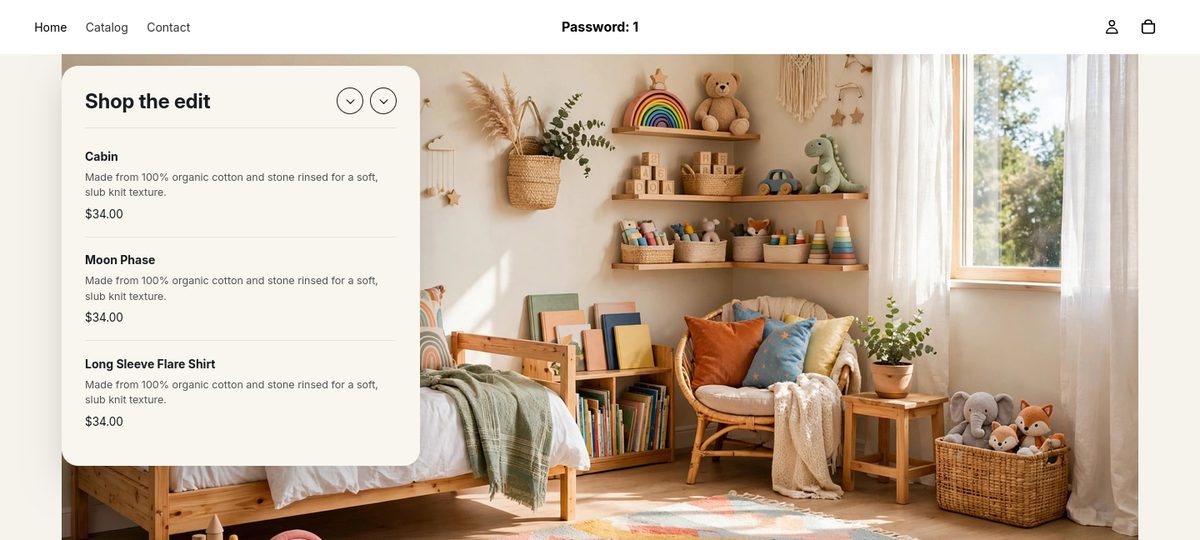 Home Catalog Contact
Password: 1
Shop the edit
Cabin
Made from 100% organic cotton and stone rinsed for a soft,
slub knit texture.
$34.00
Moon Phase
Made from 100% organic cotton and stone rinsed for a soft,
slub knit texture.
$34.00
Long Sleeve Flare Shirt
Made from 100% organic cotton and stone rinsed for a soft,
slub knit texture.
$34.00